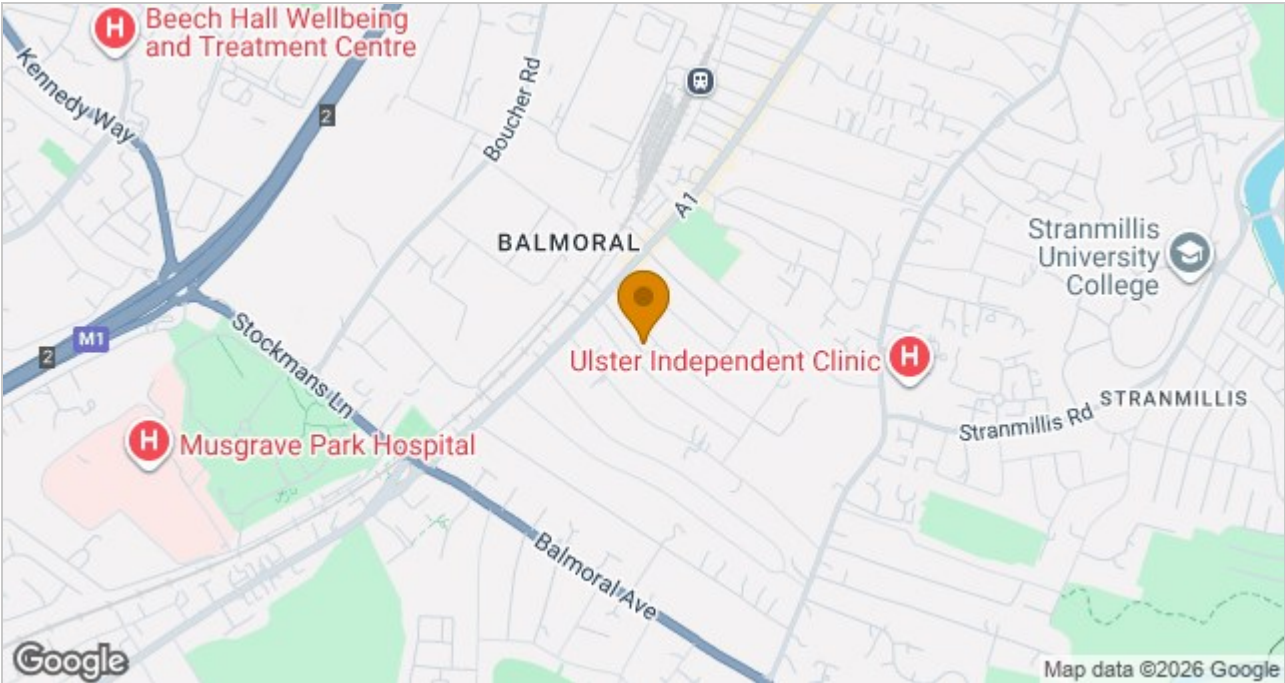 Beech Hall Wellbeing
and Treatment Centre
Kennedy Way
2
Boucher Rd
A1
BALMORAL
Stranmillis
University
College
M1
2
Stockmans Ln
Ulster Independent Clinic
H
H
STRANMILLIS
Stranmillis Rd
H
Musgrave Park Hospital
Balmoral Ave
Google
Map data ©2026 Google